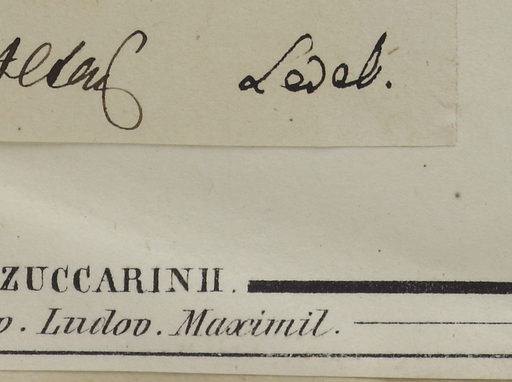 Ledeb.
ZUCCARINII.
. Ludov. Maximil.